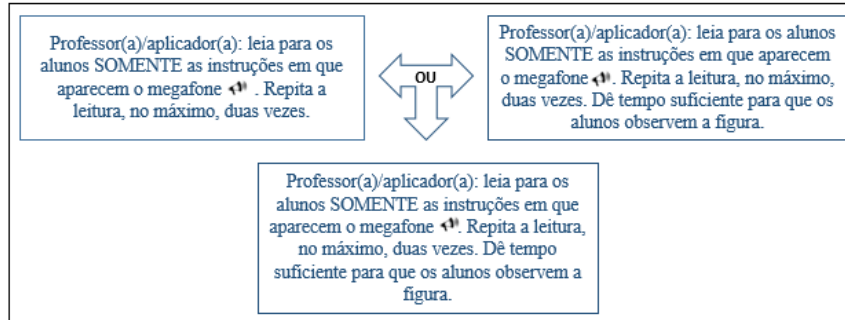 Professor(a)/aplicador(a): leia para os
alunos SOMENTE as instruções em que
aparecem o megafone . Repita a
leitura, no máximo, duas vezes.
OU
Professor(a)/aplicador(a): leia para os alunos
SOMENTE as instruções em que aparecem
o megafone . Repita a leitura, no máximo,
duas vezes. Dê tempo suficiente para que os
alunos observem a figura.
Professor(a)/aplicador(a): leia para os
alunos SOMENTE as instruções em que
aparecem o megafone . Repita a leitura,
no máximo, duas vezes. Dê tempo
suficiente para que os alunos observem a
figura.